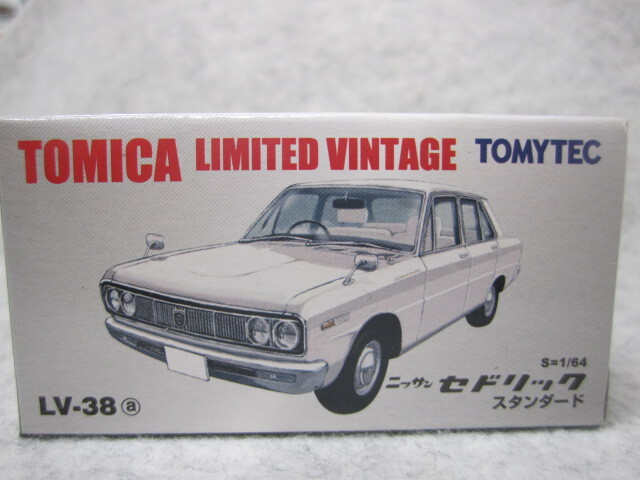 TOMICA LIMITED VINTAGE TOMYTEC
S=1/64
ニッサン セドリック
スタンダード
LV-38 ⓐ